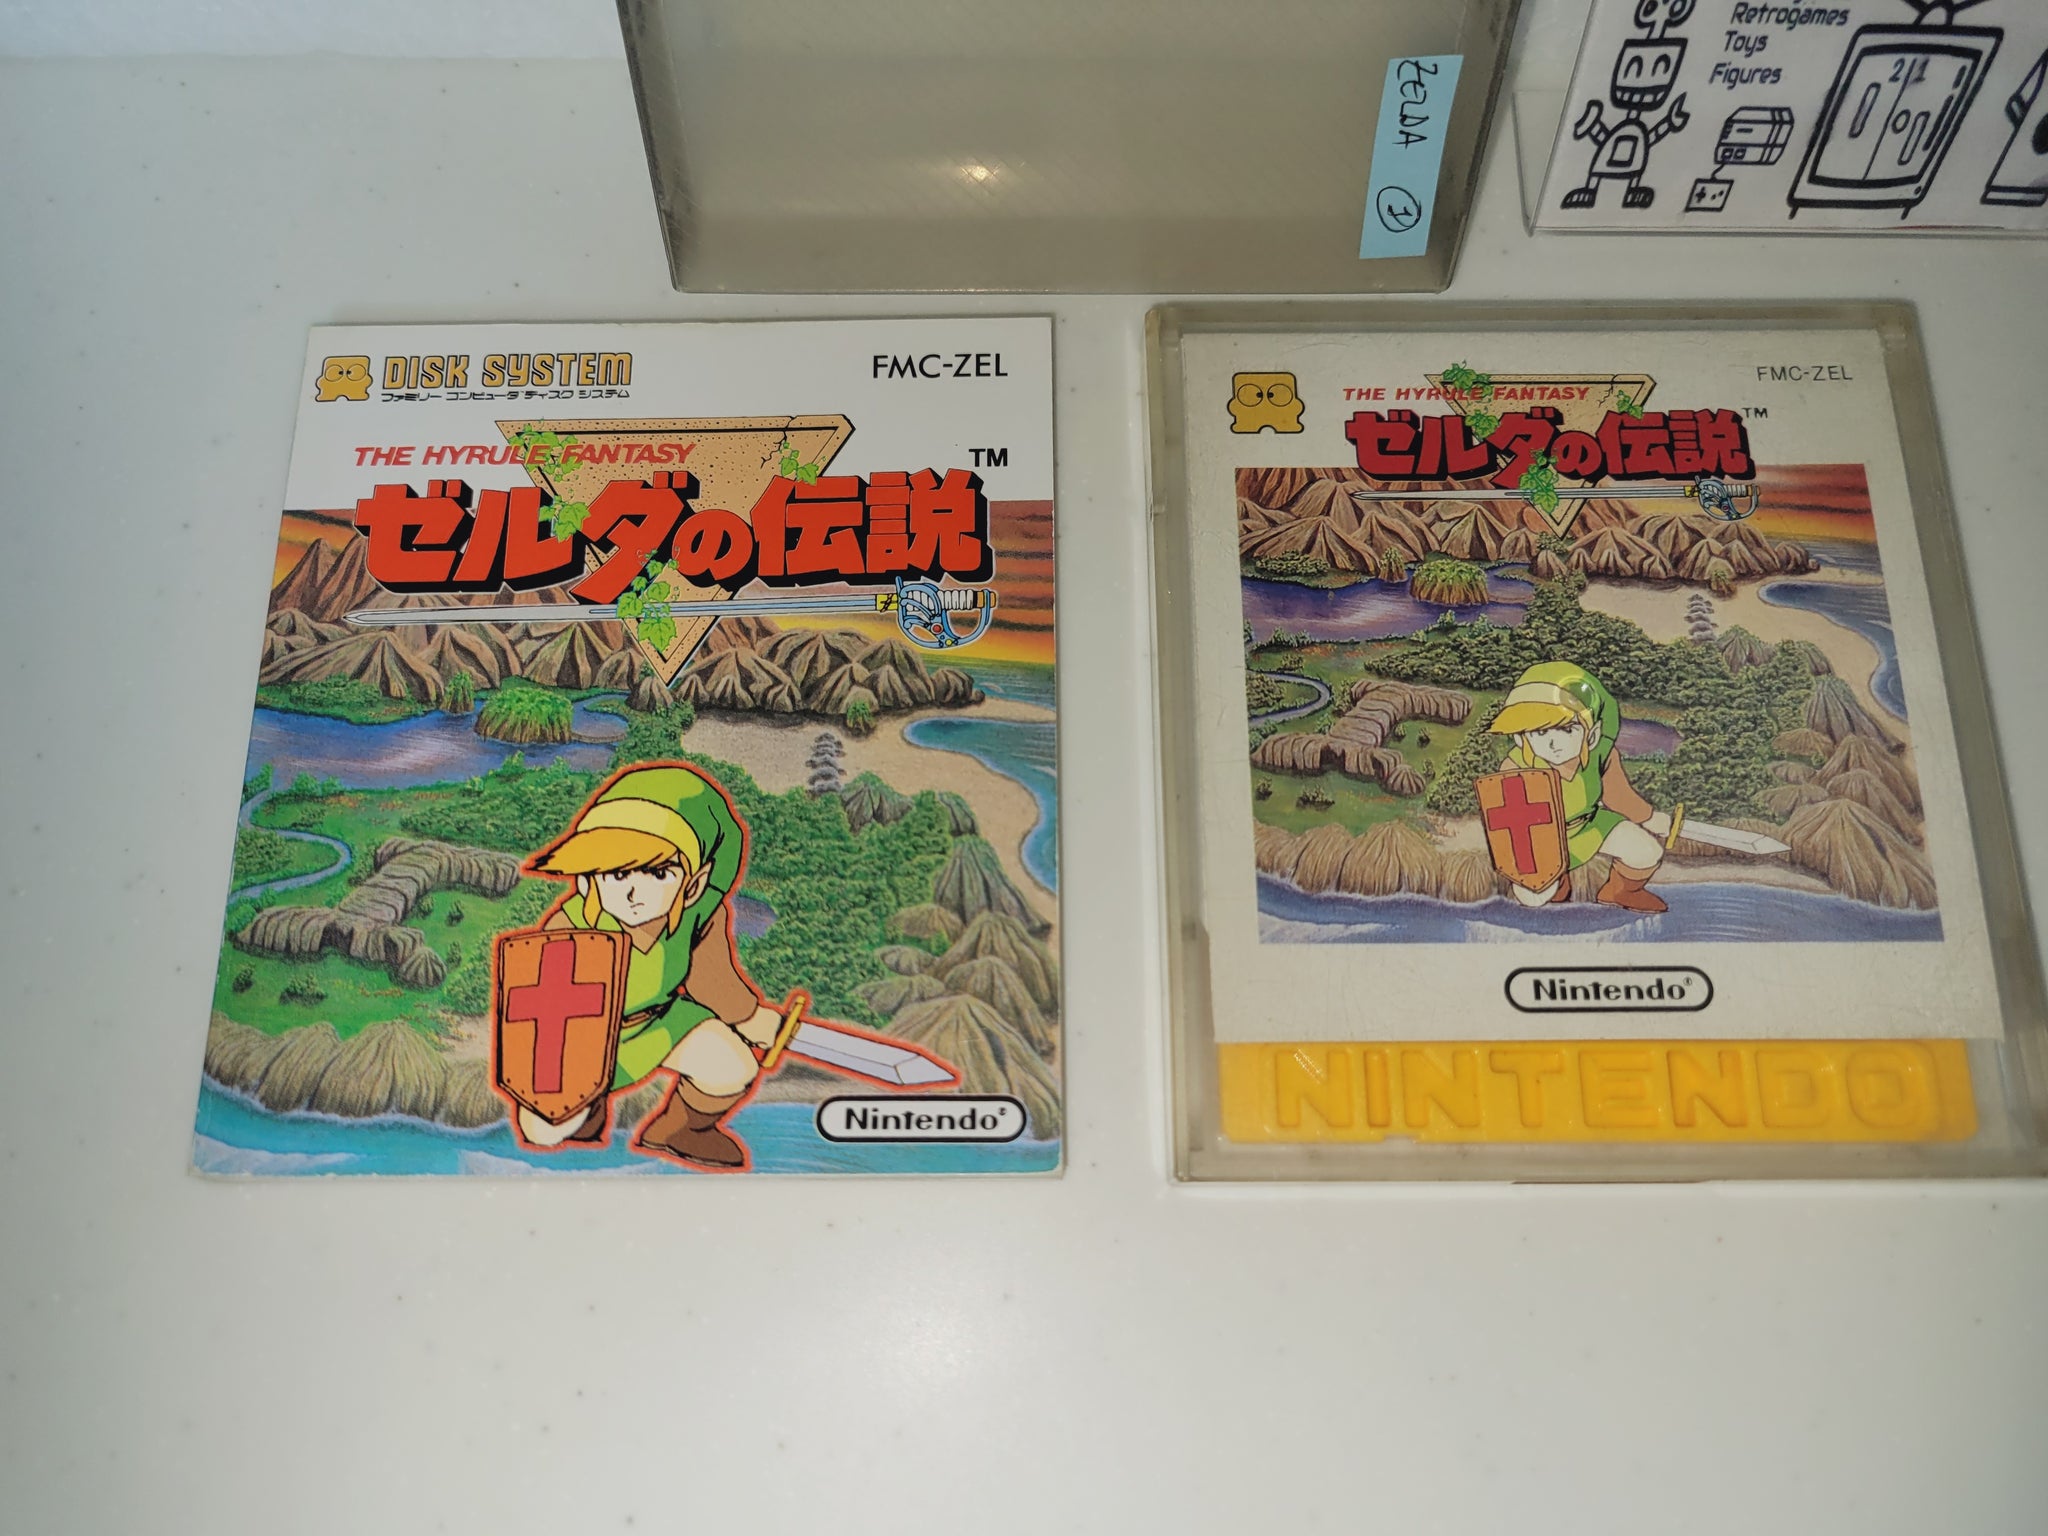 ZELDA
1
Retrogames
Toys
Figures
21
DISK SYSTEM
ファミリー コンピュータ ディスク システム
FMC-ZEL
THE HYRULE FANTASY
TM
ゼルダの伝説
Nintendo®
FMC-ZEL
THE HYRULE FANTASY
TM
ゼルダの伝説
Nintendo®
NINTENDO